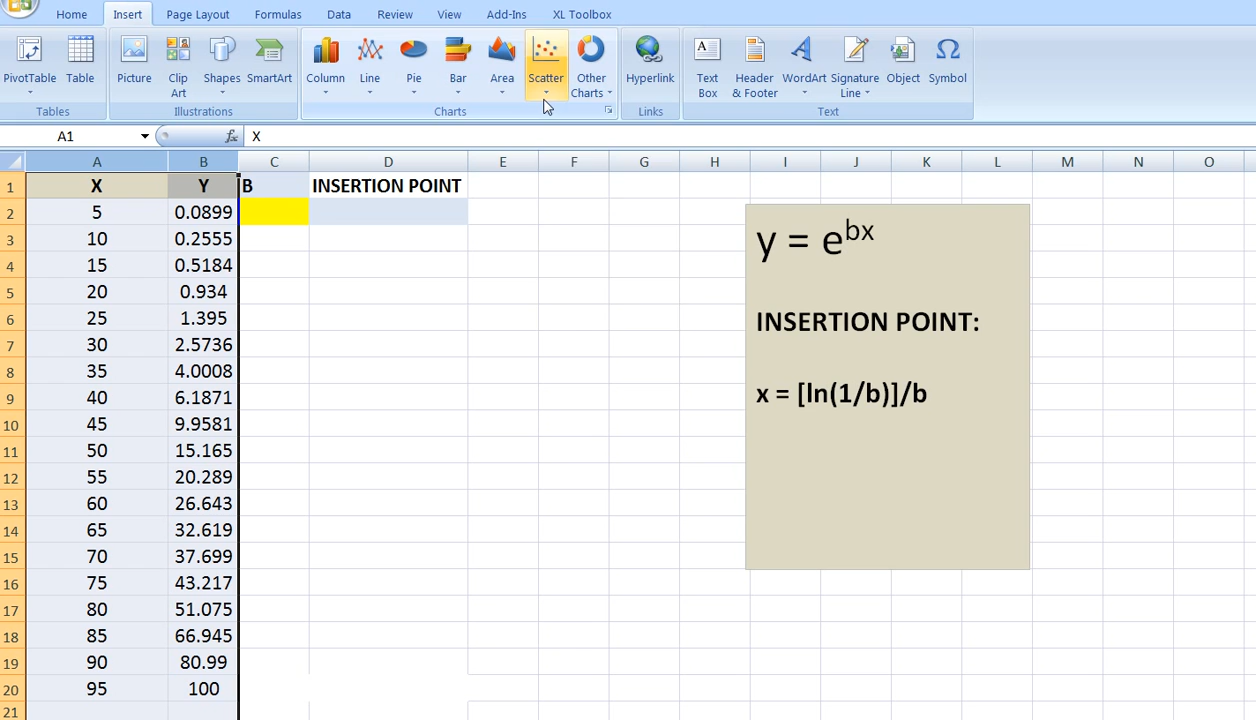 Home Insert Page Layout Formulas Data Review View Add-Ins XL Toolbox
PivotTable Table Picture Clip Art Shapes SmartArt Column Line Pie Bar Area Scatter Other Charts Hyperlink Text Box Header & Footer WordArt Signature Line Object Symbol
Tables Illustrations Charts Links Text
A1 fx X
A B C D E F G H I J K L M N O
1 X Y B INSERTION POINT
2 5 0.0899
3 10 0.2555
4 15 0.5184
5 20 0.934
6 25 1.395
7 30 2.5736
8 35 4.0008
9 40 6.1871
10 45 9.9581
11 50 15.165
12 55 20.289
13 60 26.643
14 65 32.619
15 70 37.699
16 75 43.217
17 80 51.075
18 85 66.945
19 90 80.99
20 95 100
21
y = e^bx
INSERTION POINT:
x = [ln(1/b)]/b